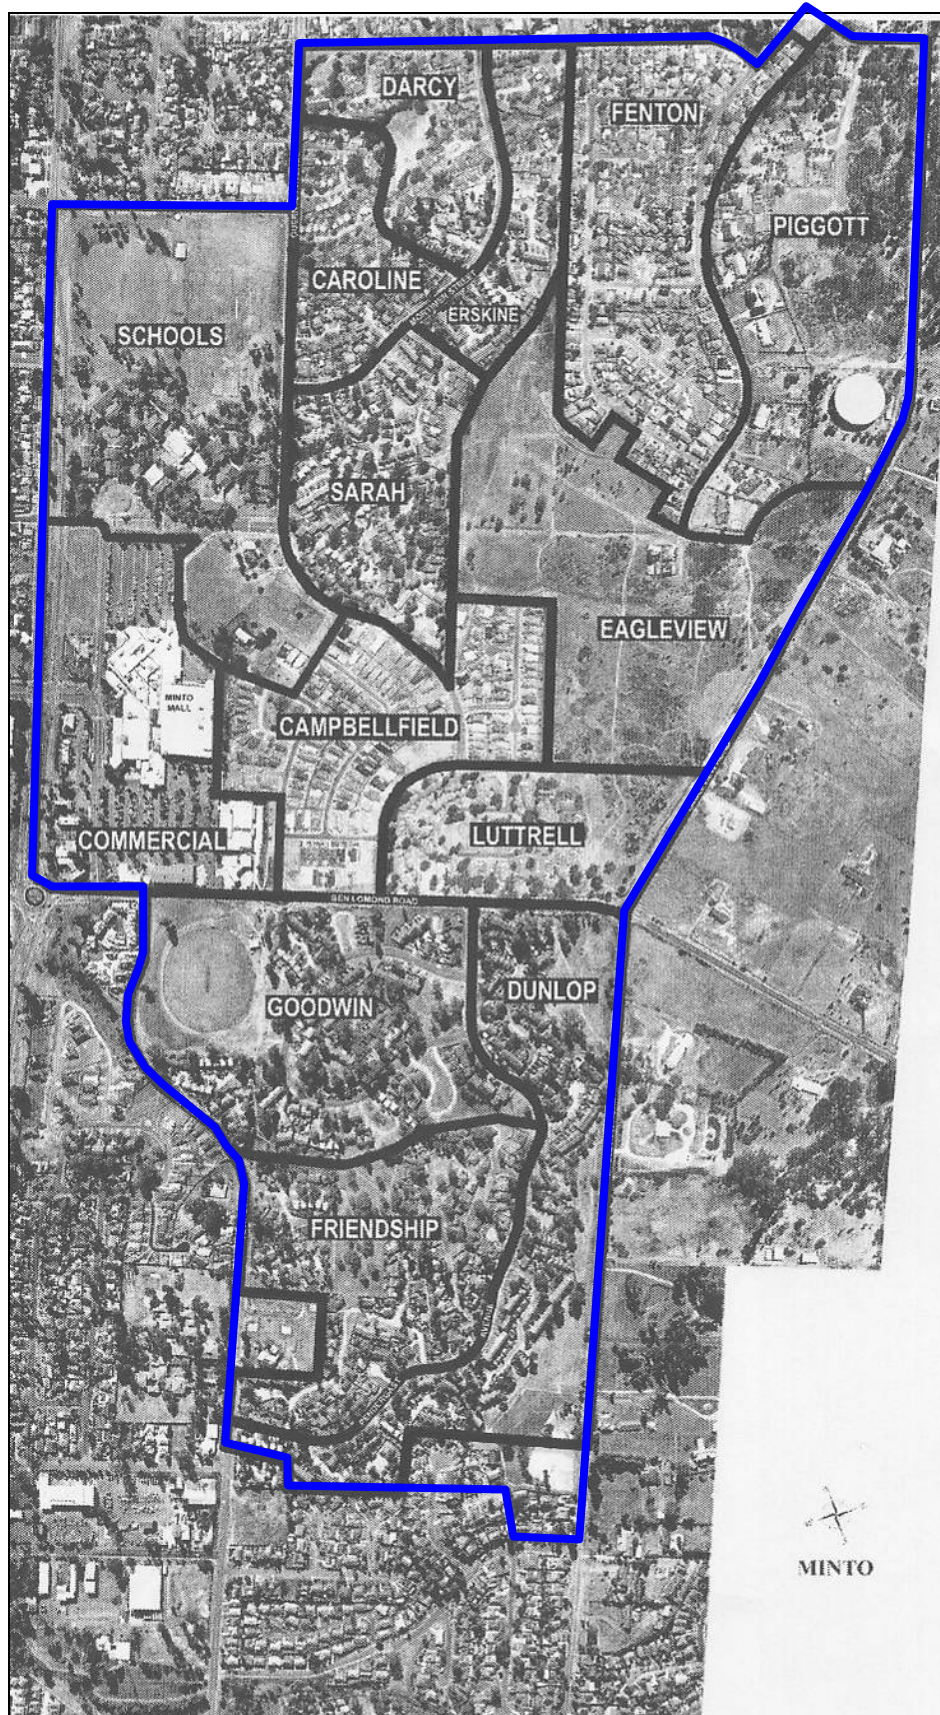 DARCY
FENTON
PIGGOTT
CAROLINE
ERSKINE
SCHOOLS
SARAH
EAGLEVIEW
MINTO
MALL
CAMPBELLFIELD
COMMERCIAL
LUTTRELL
BEN LOMOND ROAD
DUNLOP
GOODWIN
FRIENDSHIP
AVENUE
MINTO